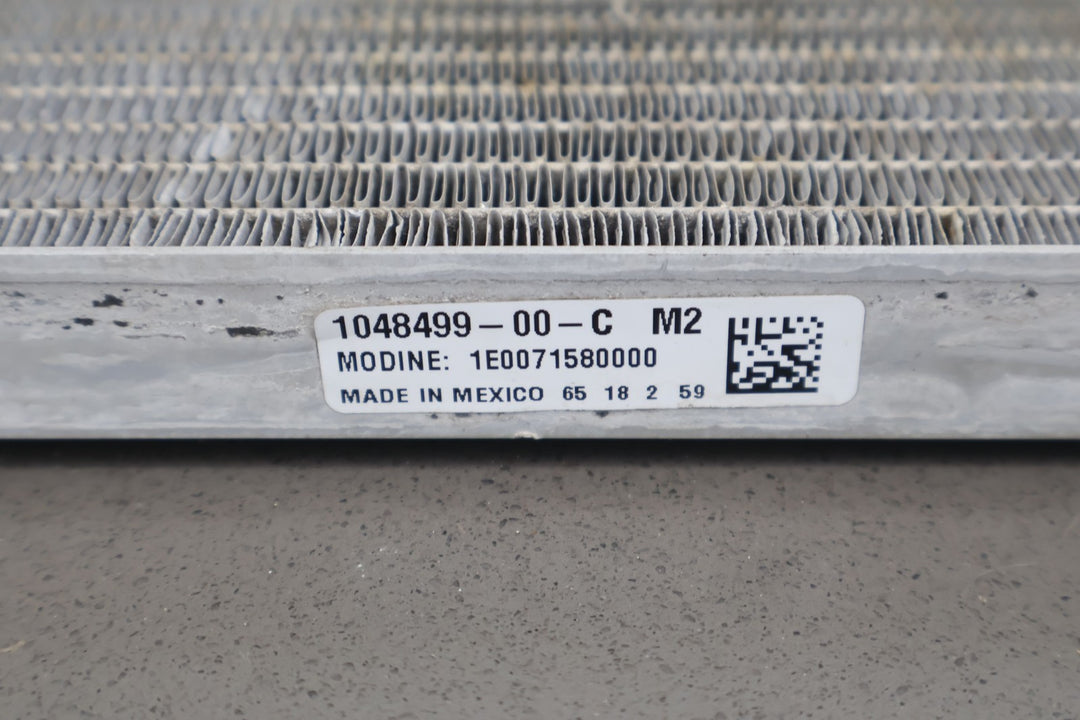 1048499-00-C M2
MODINE: 1E0071580000
MADE IN MEXICO 65 18 2 59